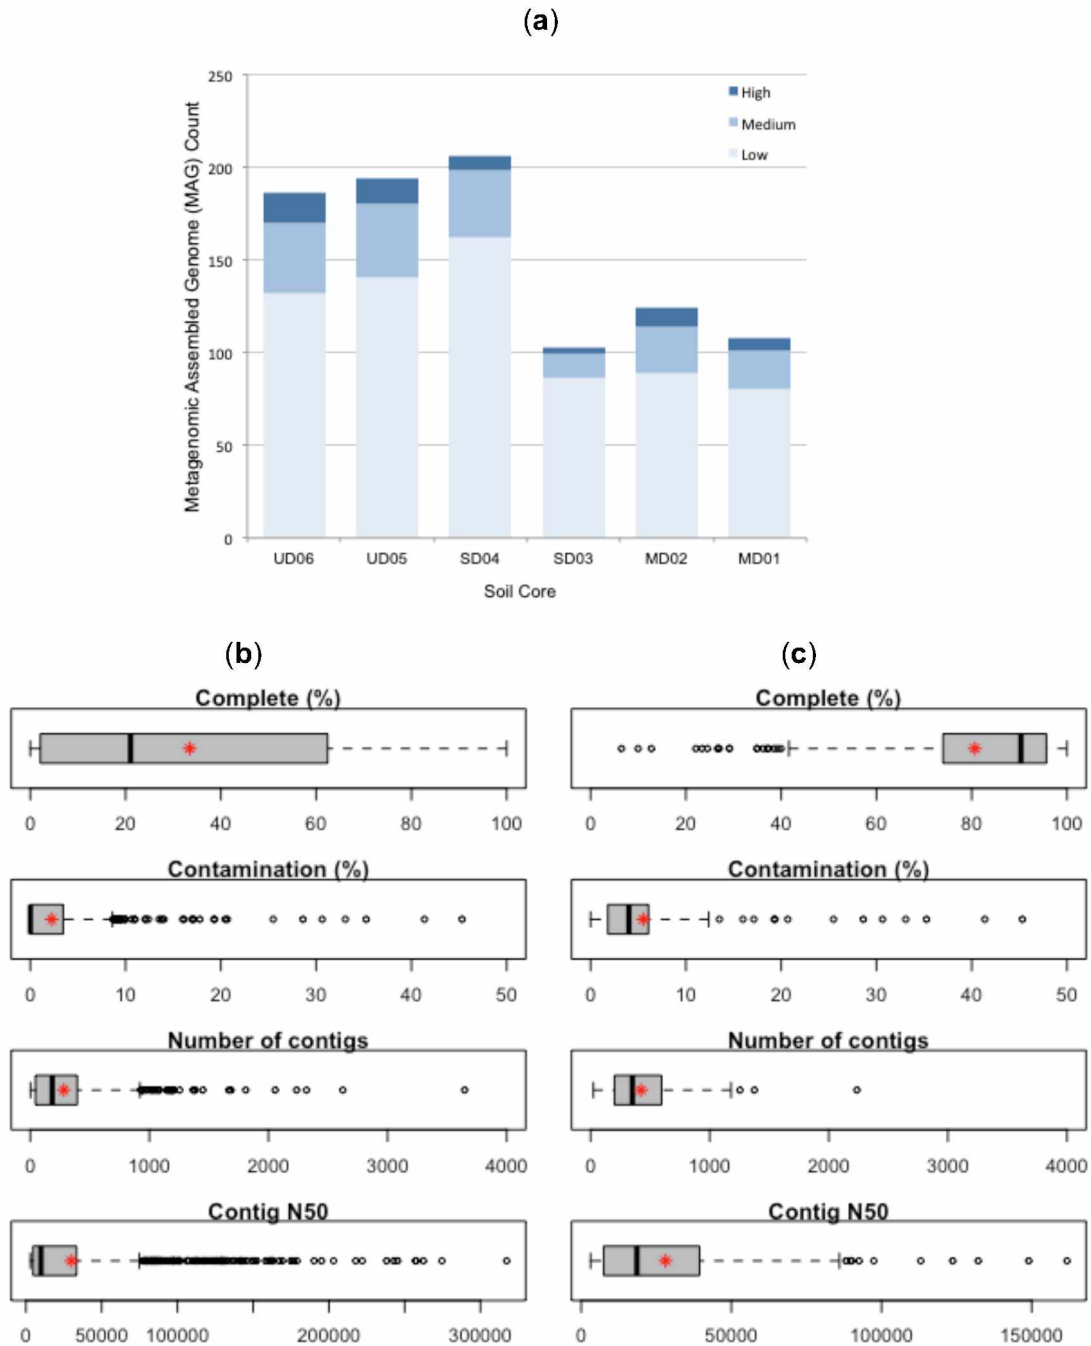 (a)
250
200
150
100
50
0
Metagenomic Assembled Genome (MAG) Count
High
Medium
Low
UD06 UD05 SD04 SD03 MD02 MD01
Soil Core
(b)
Complete (%)
0 20 40 60 80 100
Contamination (%)
0 10 20 30 40 50
Number of contigs
0 1000 2000 3000 4000
Contig N50
0 50000 100000 200000 300000
(c)
Complete (%)
0 20 40 60 80 100
Contamination (%)
0 10 20 30 40 50
Number of contigs
0 1000 2000 3000 4000
Contig N50
0 50000 100000 150000